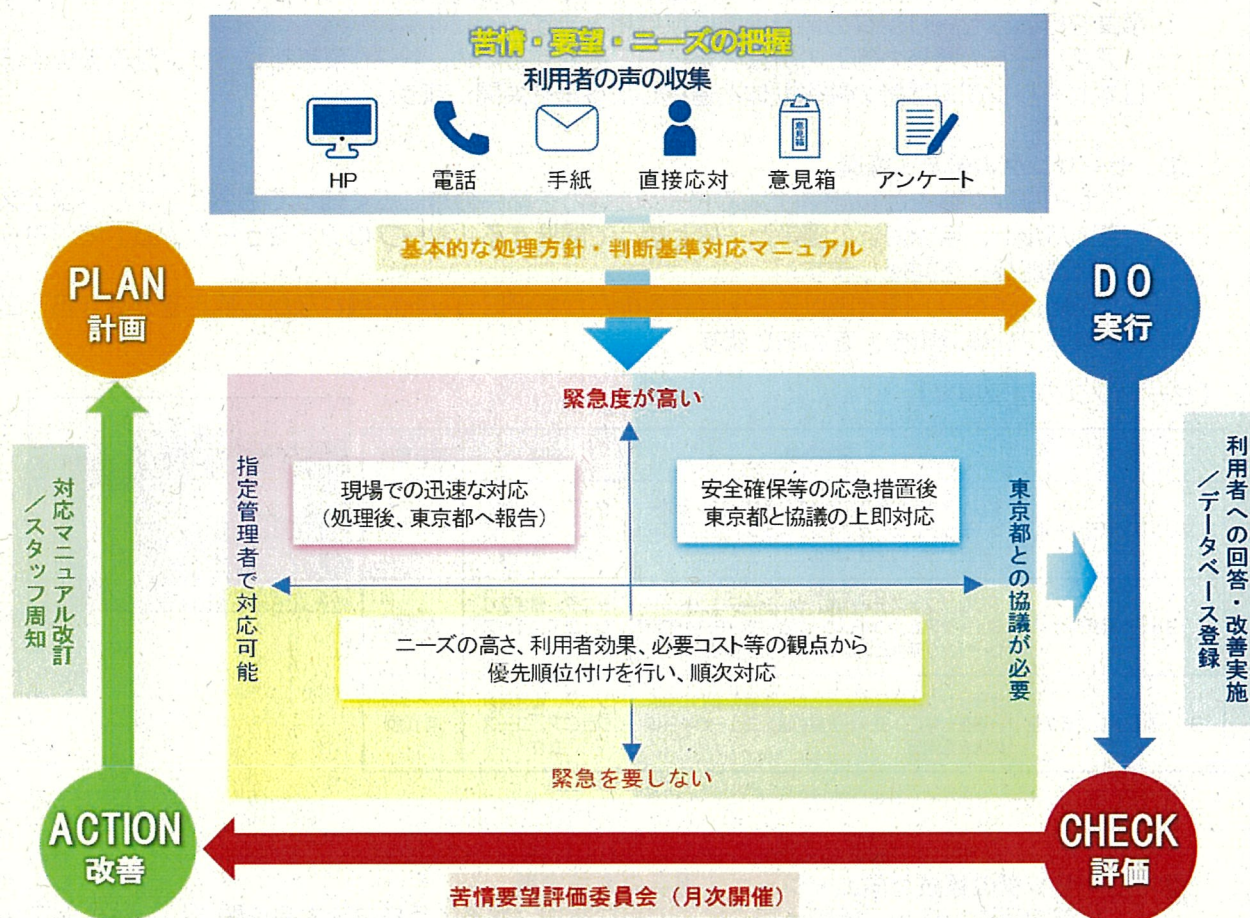 苦情・要望・ニーズの把握
利用者の声の収集
意見箱
HP
電話
手紙
直接応対
意見箱
アンケート
基本的な処理方針・判断基準対応マニュアル
PLAN
計画
DO
実行
緊急度が高い
指定管理者で対応可能
現場での迅速な対応
（処理後、東京都へ報告）
安全確保等の応急措置後
東京都と協議の上即対応
東京都との協議が必要
利用者への回答・改善実施
／データベース登録
対応マニュアル改訂
／スタッフ周知
ニーズの高さ、利用者効果、必要コスト等の観点から
優先順位付けを行い、順次対応
緊急を要しない
ACTION
改善
CHECK
評価
苦情要望評価委員会（月次開催）